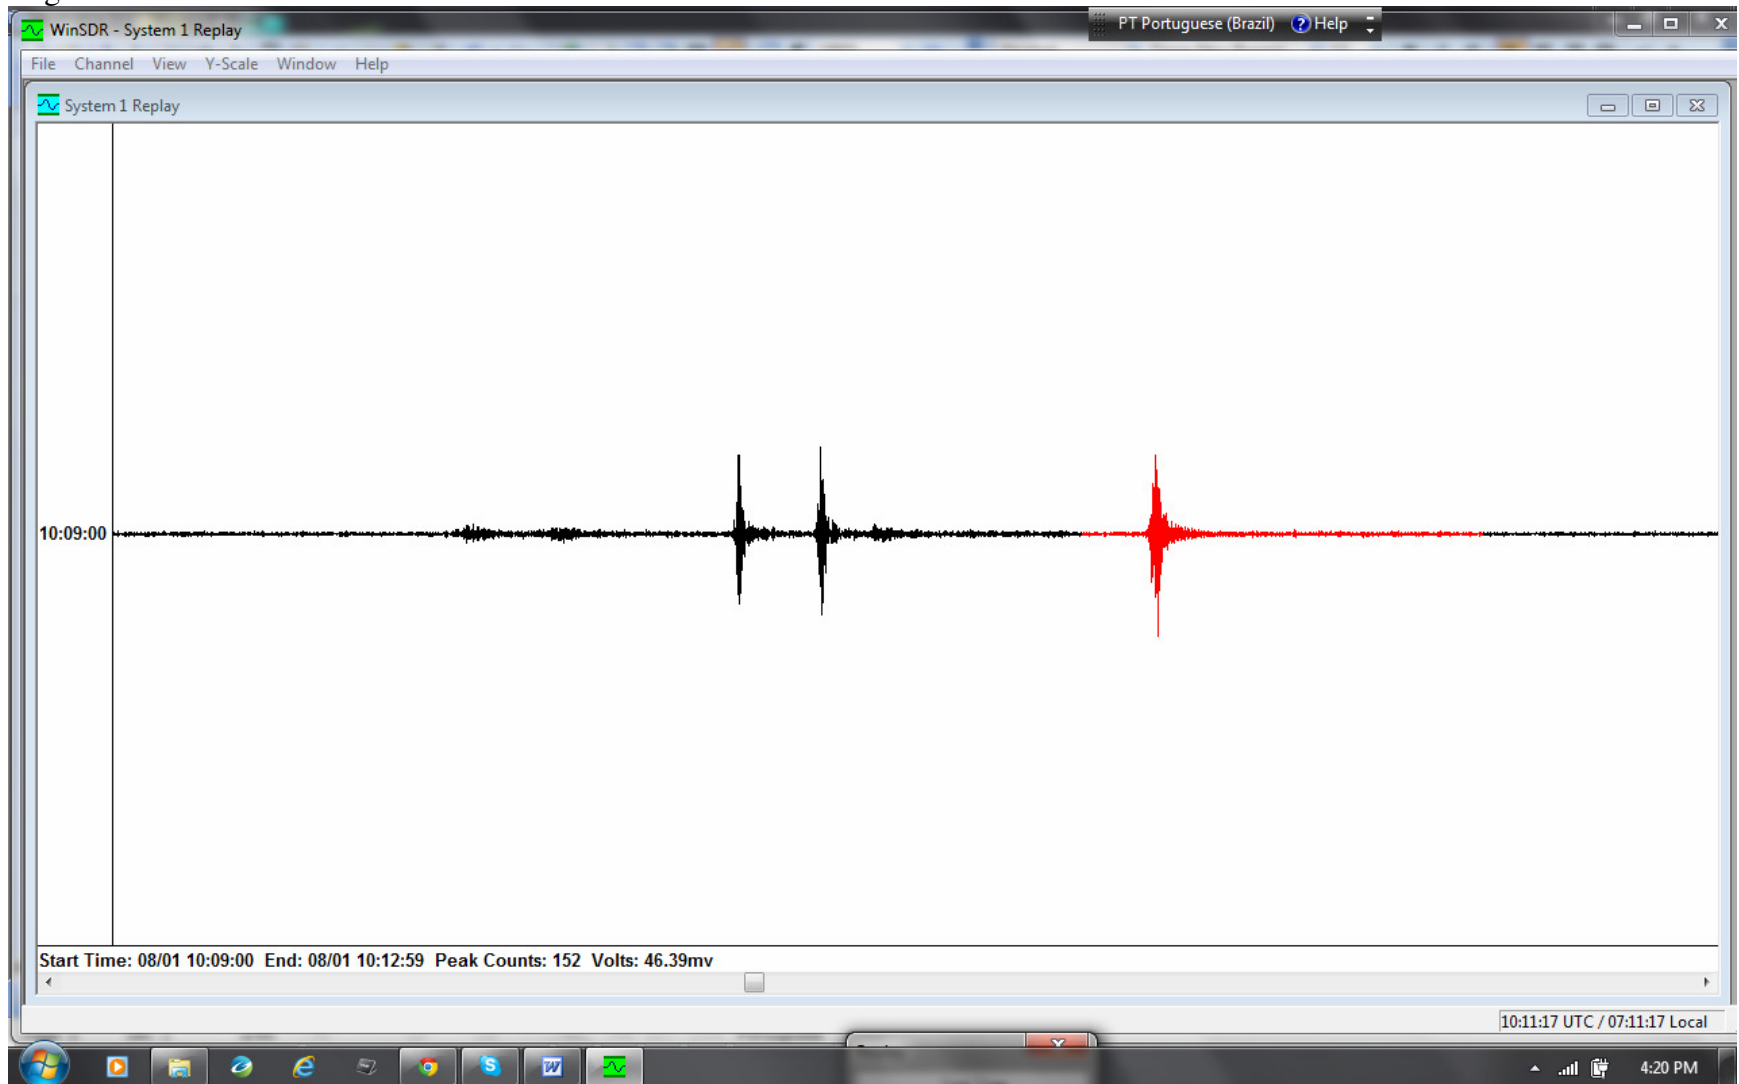 WinSDR - System 1 Replay
PT Portuguese (Brazil) Help
File Channel View Y-Scale Window Help
System 1 Replay
10:09:00
Start Time: 08/01 10:09:00 End: 08/01 10:12:59 Peak Counts: 152 Volts: 46.39mv
10:11:17 UTC / 07:11:17 Local
4:20 PM